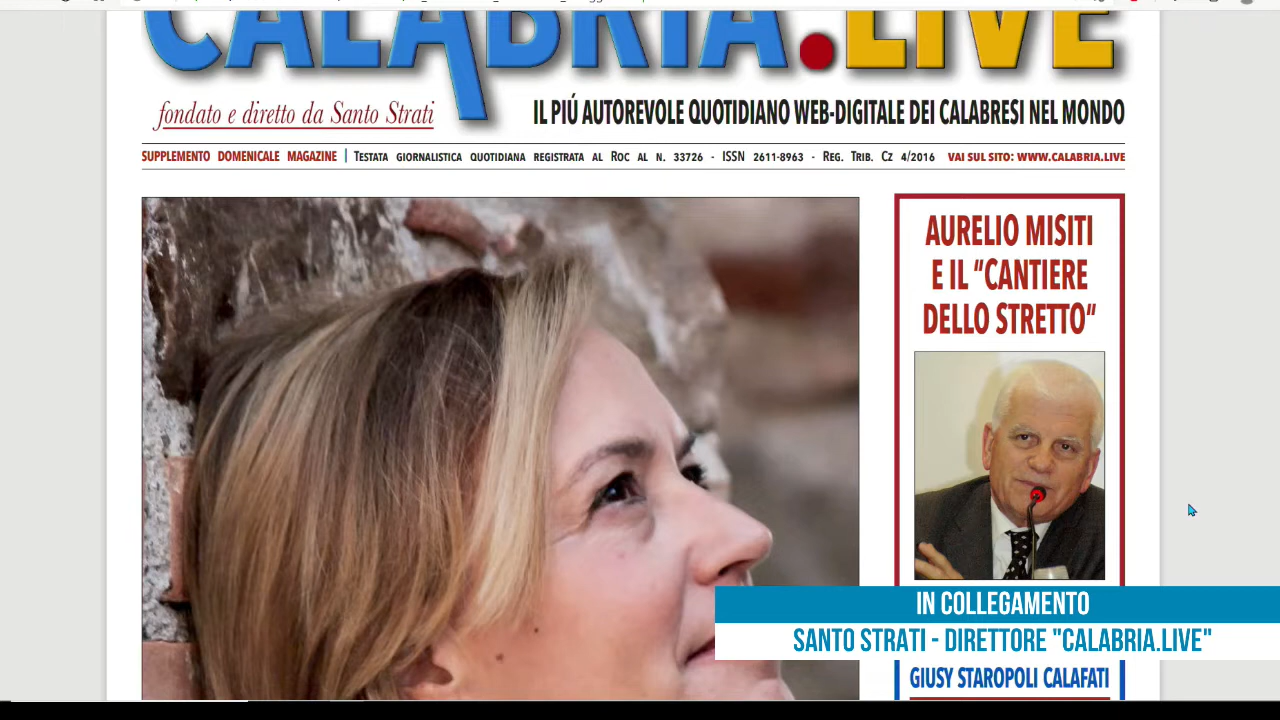 CALABRIA.LIVE
fondato e diretto da Santo Strati
IL PIÚ AUTOREVOLE QUOTIDIANO WEB-DIGITALE DEI CALABRESI NEL MONDO
SUPPLEMENTO DOMENICALE MAGAZINE | TESTATA GIORNALISTICA QUOTIDIANA REGISTRATA AL ROC AL N. 33726 - ISSN 2611-8963 - REG. TRIB. CZ 4/2016 VAI SUL SITO: WWW.CALABRIA.LIVE
AURELIO MISITI
E IL “CANTIERE
DELLO STRETTO”
IN COLLEGAMENTO
SANTO STRATI - DIRETTORE "CALABRIA.LIVE"
GIUSY STAROPOLI CALAFATI